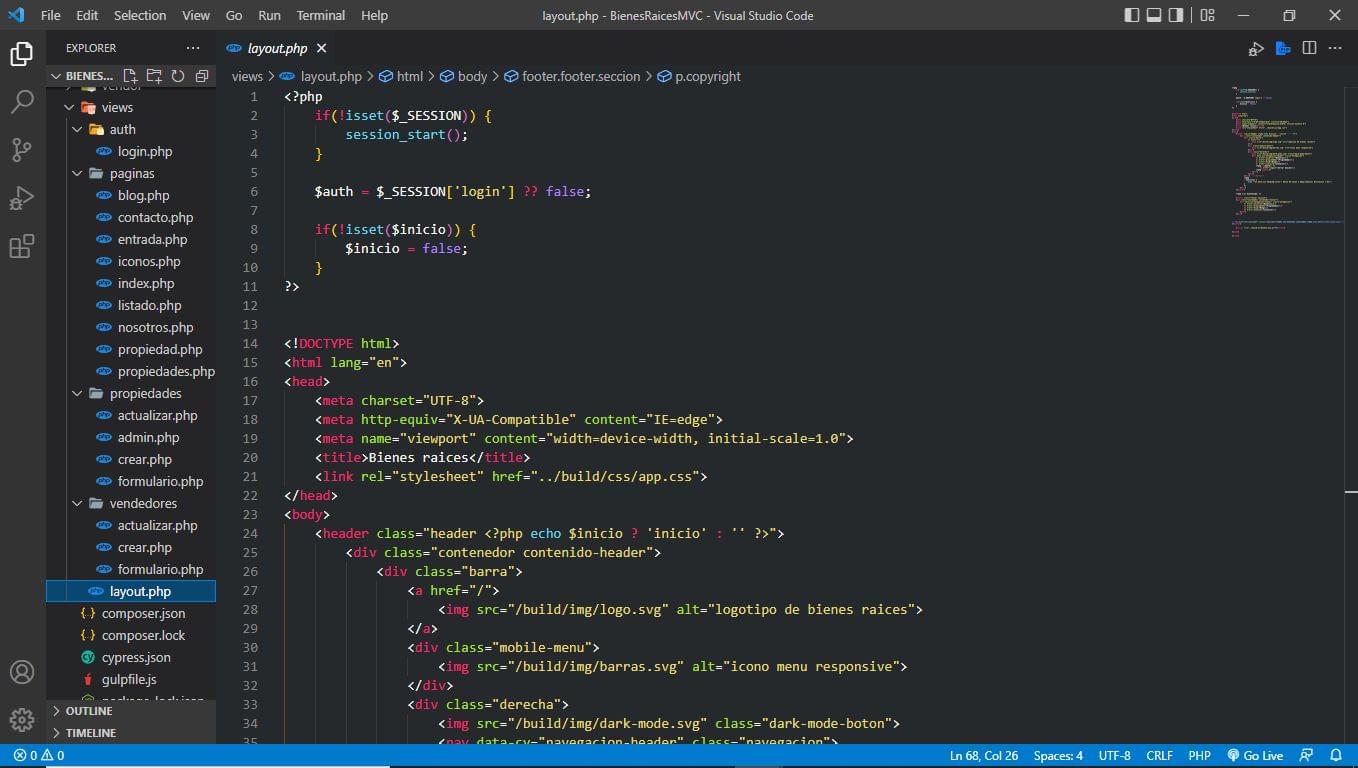 File Edit Selection View Go Run Terminal Help
layout.php - BienesRaicesMVC - Visual Studio Code
EXPLORER
BIENES...
vendor
views
auth
login.php
paginas
blog.php
contacto.php
entrada.php
iconos.php
index.php
listado.php
nosotros.php
propiedad.php
propiedades.php
propiedades
actualizar.php
admin.php
crear.php
formulario.php
vendedores
actualizar.php
crear.php
formulario.php
layout.php
{..} composer.json
{..} composer.lock
cypress.json
gulpfile.js
package-lock.json
OUTLINE
TIMELINE
layout.php
views > layout.php > html > body > footer.footer.seccion > p.copyright
1 <?php
2 if(!isset($_SESSION)) {
3 session_start();
4 }
5
6 $auth = $_SESSION['login'] ?? false;
7
8 if(!isset($inicio)) {
9 $inicio = false;
10 }
11 ?>
12
13
14 <!DOCTYPE html>
15 <html lang="en">
16 <head>
17 <meta charset="UTF-8">
18 <meta http-equiv="X-UA-Compatible" content="IE=edge">
19 <meta name="viewport" content="width=device-width, initial-scale=1.0">
20 <title>Bienes raices</title>
21 <link rel="stylesheet" href="../build/css/app.css">
22 </head>
23 <body>
24 <header class="header <?php echo $inicio ? 'inicio' : '' ?>">
25 <div class="contenedor contenido-header">
26 <div class="barra">
27 <a href="/">
28 <img src="/build/img/logo.svg" alt="logotipo de bienes raices">
29 </a>
30 <div class="mobile-menu">
31 <img src="/build/img/barras.svg" alt="icono menu responsive">
32 </div>
33 <div class="derecha">
34 <img src="/build/img/dark-mode.svg" class="dark-mode-boton">
35 <nav data-cy="navegacion-header" class="navegacion">
0 0
Ln 68, Col 26 Spaces: 4 UTF-8 CRLF PHP Go Live